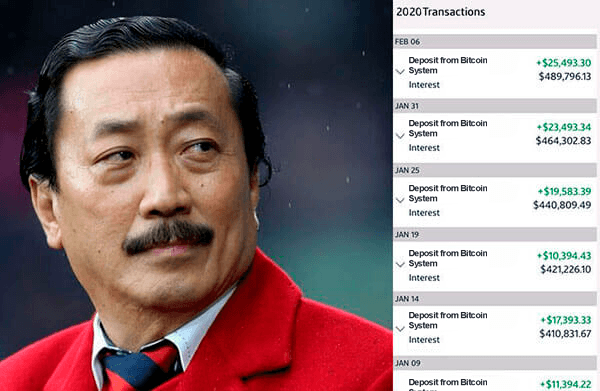 2020Transactions
FEB 06
Deposit from Bitcoin +$25,493.30
System $489,796.13
Interest
JAN 31
Deposit from Bitcoin +$23,493.34
System $464,302.83
Interest
JAN 25
Deposit from Bitcoin +$19,583.39
System $440,809.49
Interest
JAN 19
Deposit from Bitcoin +$10,394.43
System $421,226.10
Interest
JAN 14
Deposit from Bitcoin +$17,393.33
System $410,831.67
Interest
JAN 09
Deposit from Bitcoin +$11,394.22